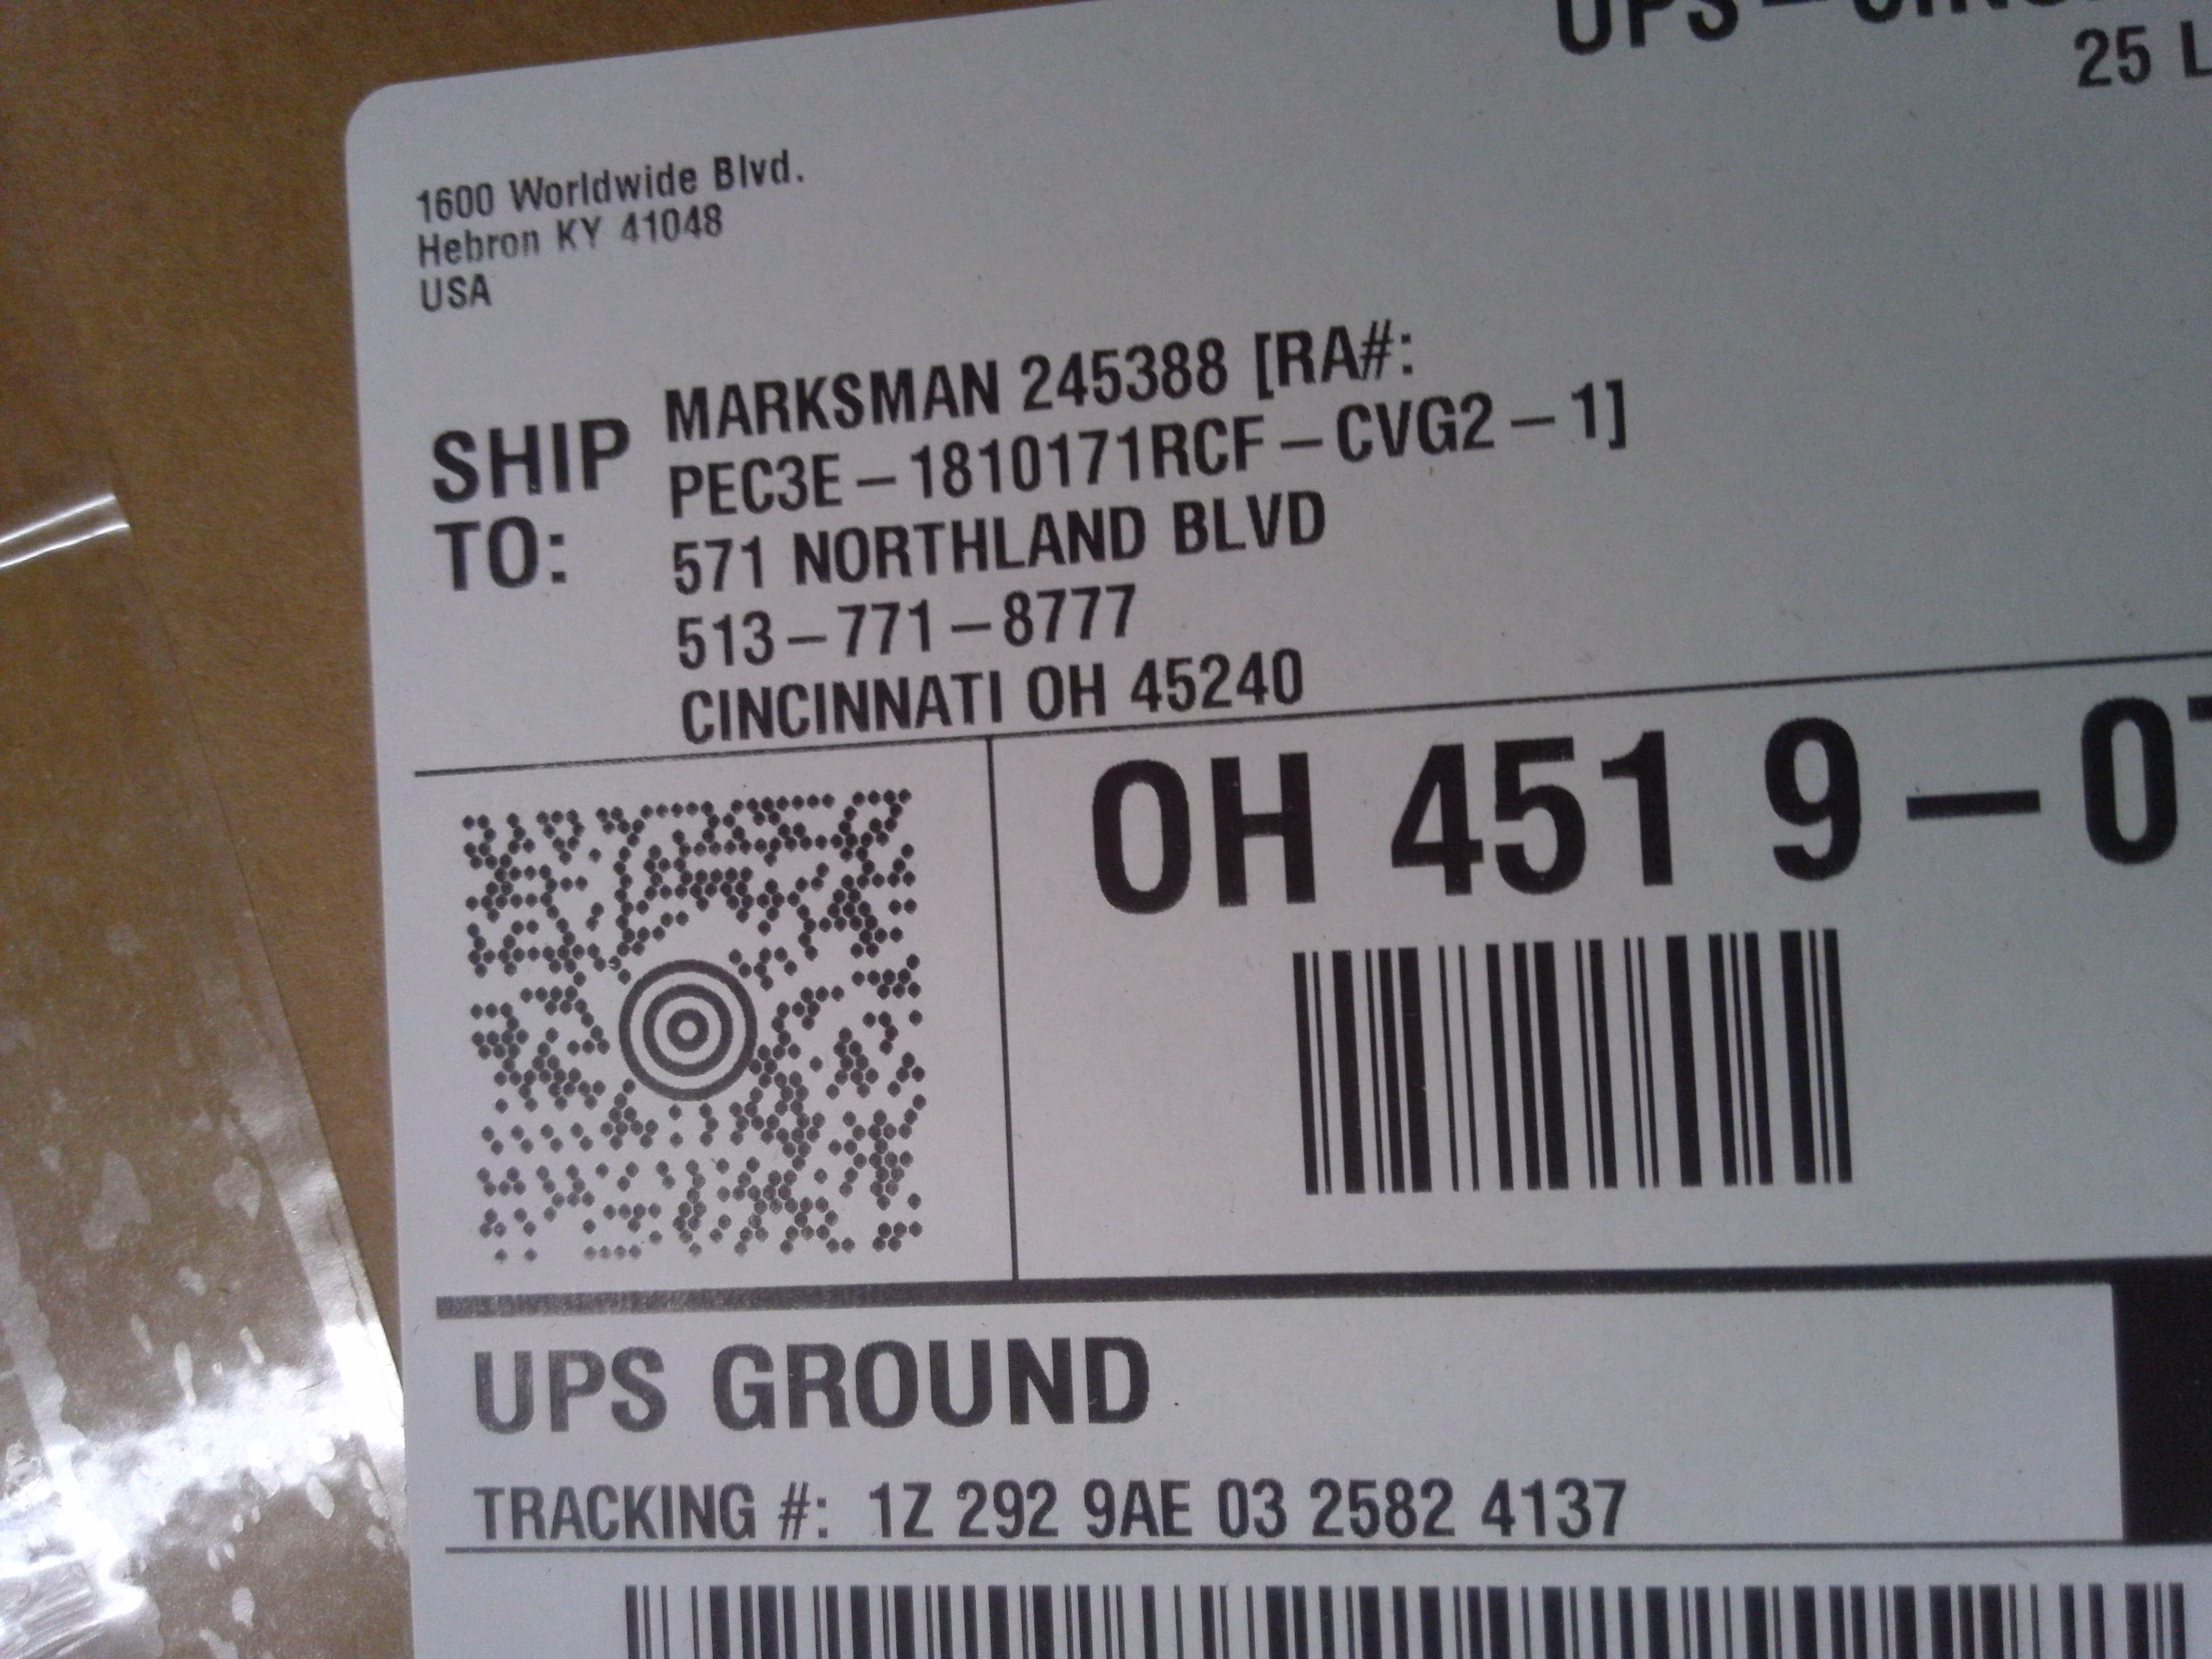 UPS –
25 L
1600 Worldwide Blvd.
Hebron KY 41048
USA
SHIP TO:
MARKSMAN 245388 [RA#:
PEC3E – 1810171RCF – CVG2 – 1]
571 NORTHLAND BLVD
513 – 771 – 8777
CINCINNATI OH 45240
OH 451 9 – 0
UPS GROUND
TRACKING #: 1Z 292 9AE 03 2582 4137